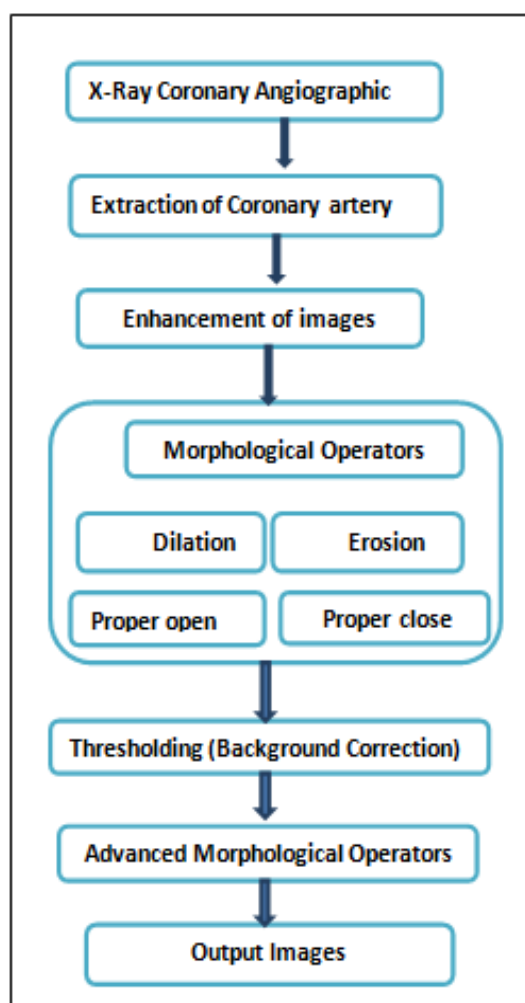 X-Ray Coronary Angiographic
Extraction of Coronary artery
Enhancement of images
Morphological Operators
Dilation
Erosion
Proper open
Proper close
Thresholding (Background Correction)
Advanced Morphological Operators
Output Images